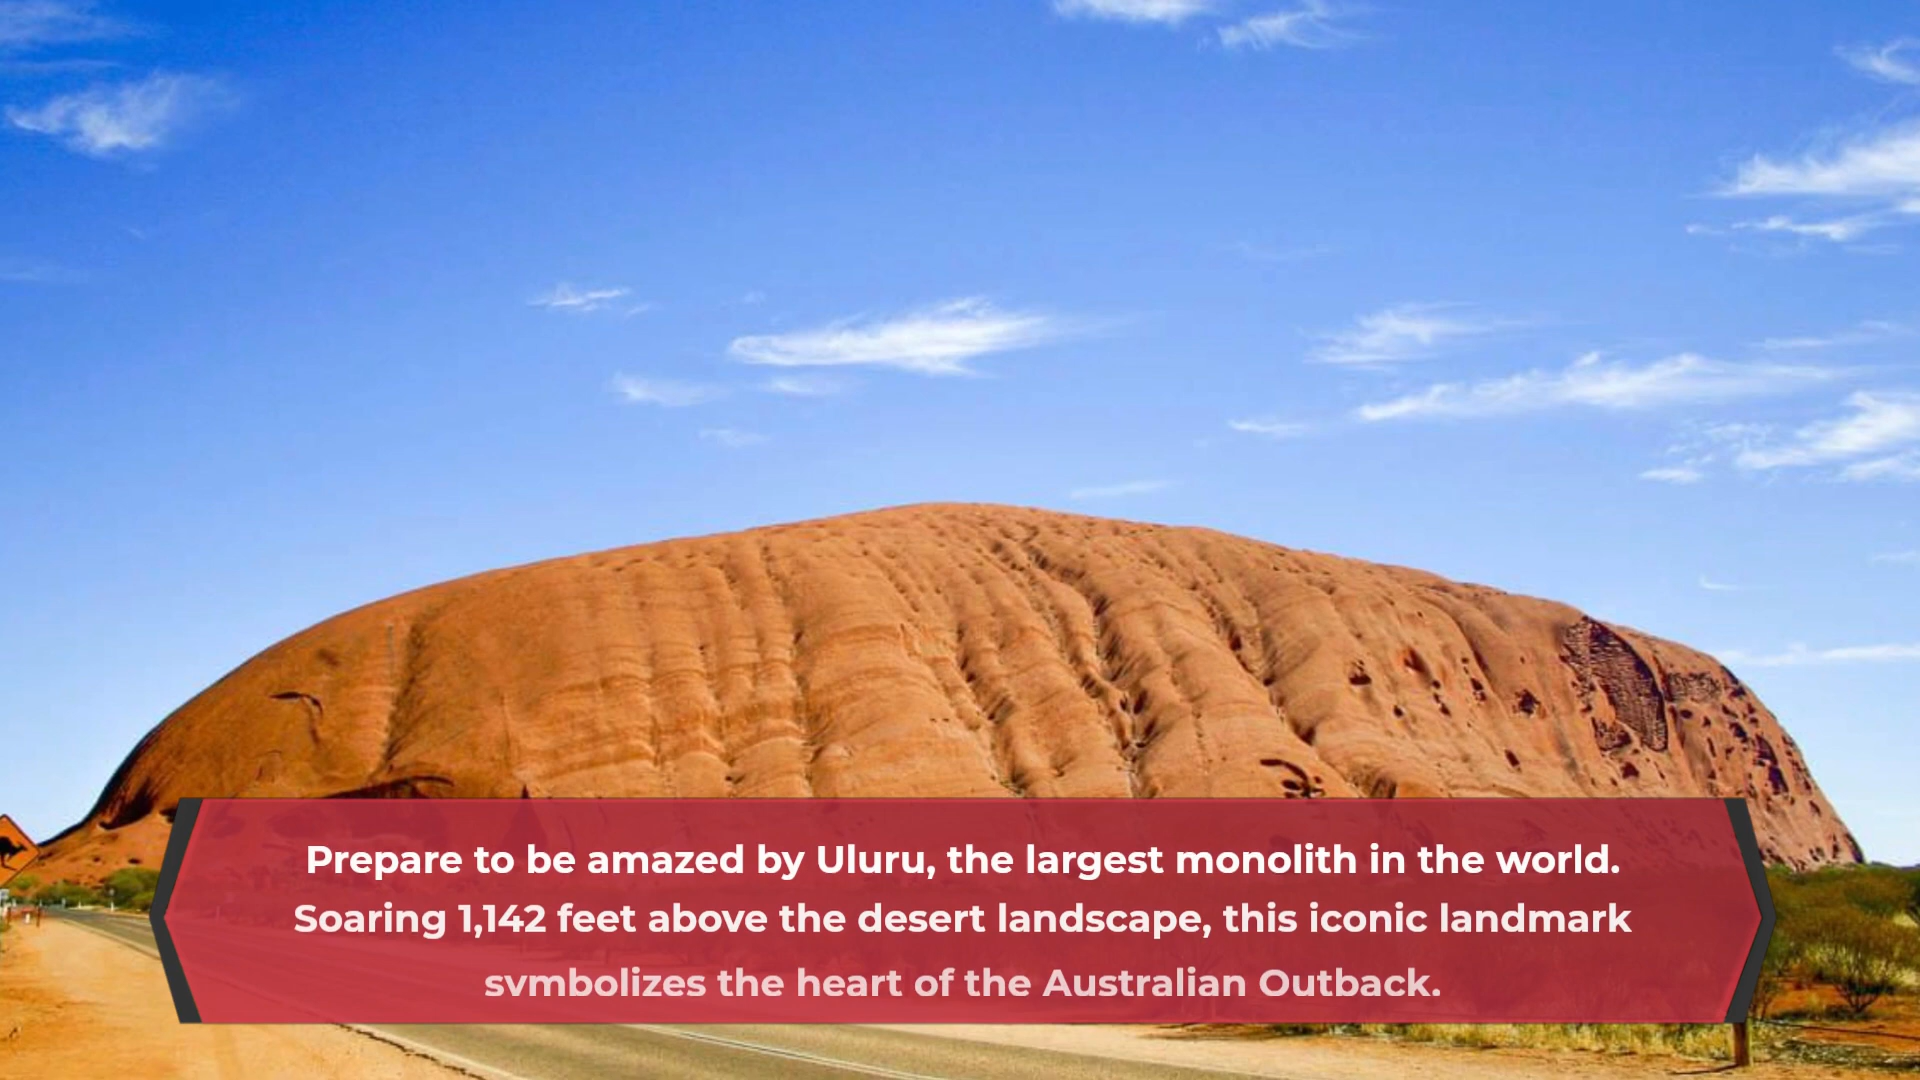 Prepare to be amazed by Uluru, the largest monolith in the world.
Soaring 1,142 feet above the desert landscape, this iconic landmark
symbolizes the heart of the Australian Outback.